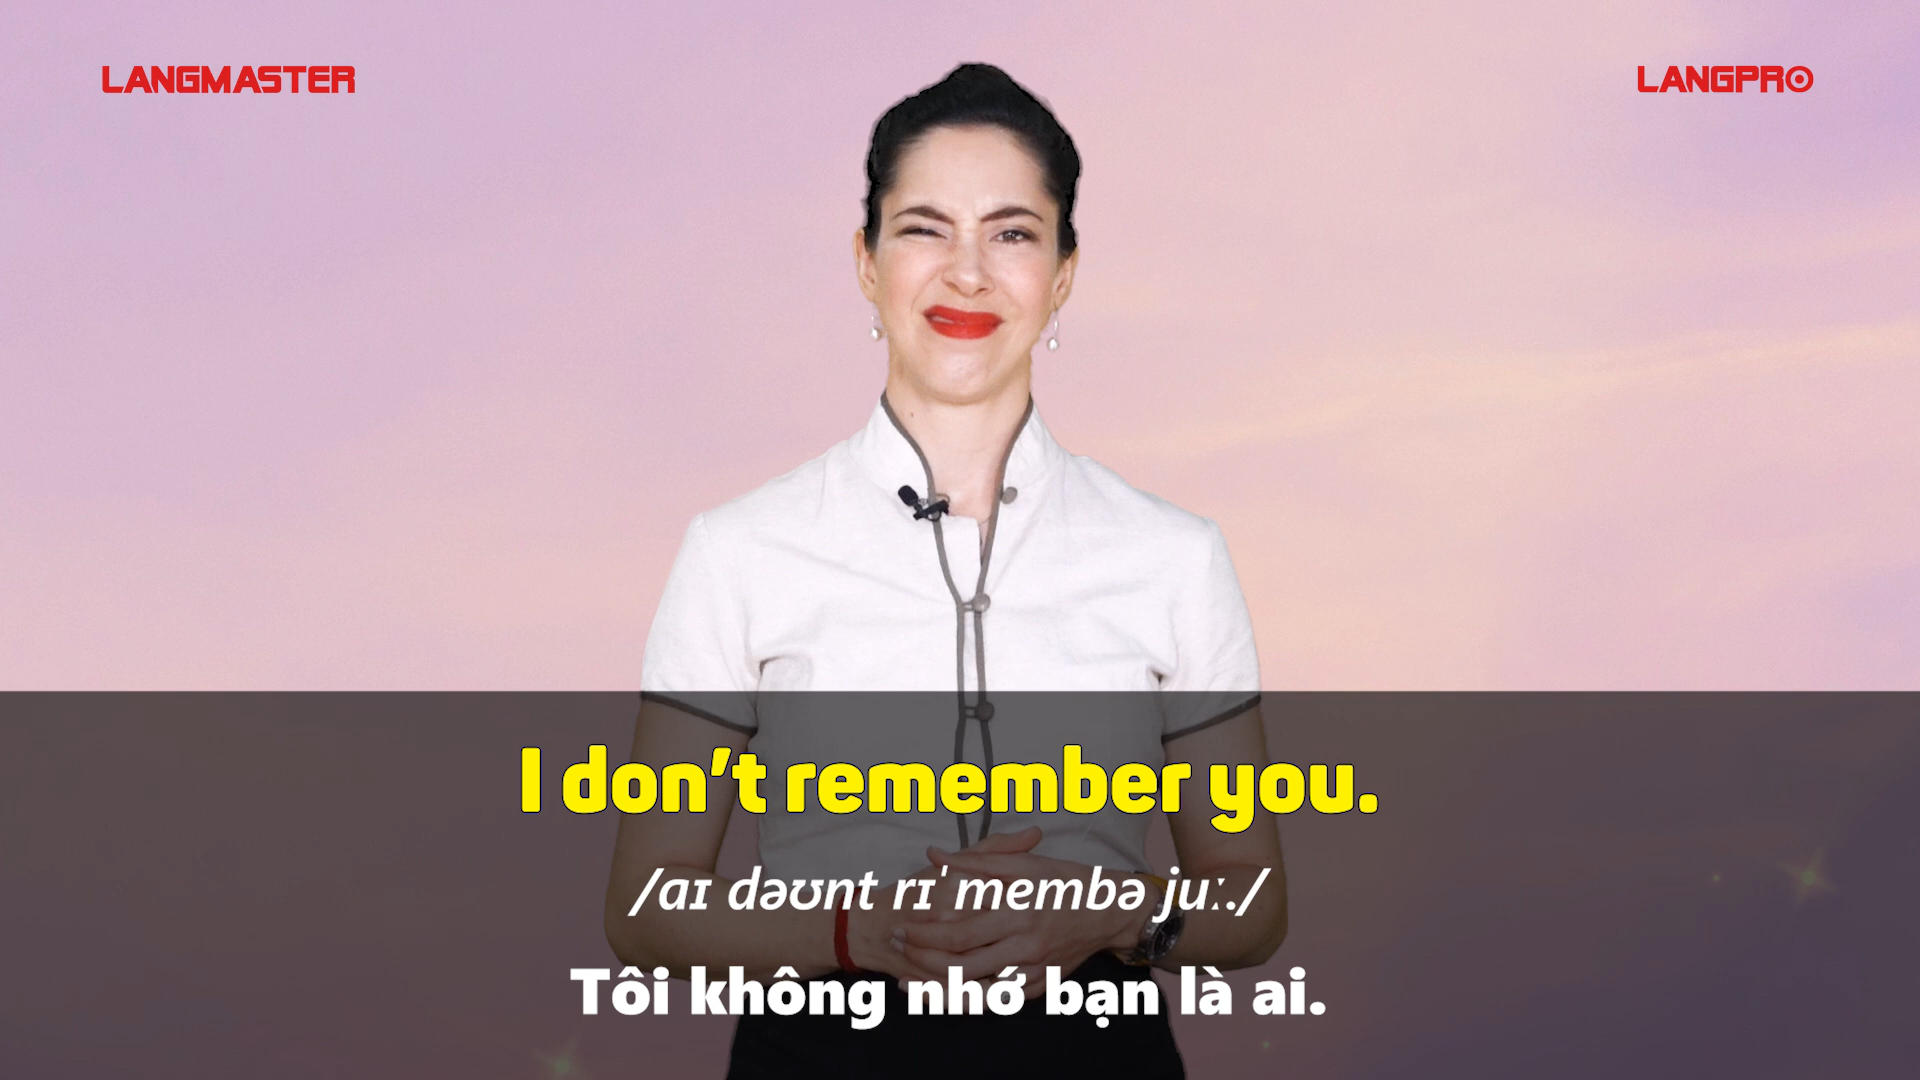 LANGMASTER
LANGPRO
I don't remember you.
/aɪ dəʊnt rɪˈmembə juː./
Tôi không nhớ bạn là ai.